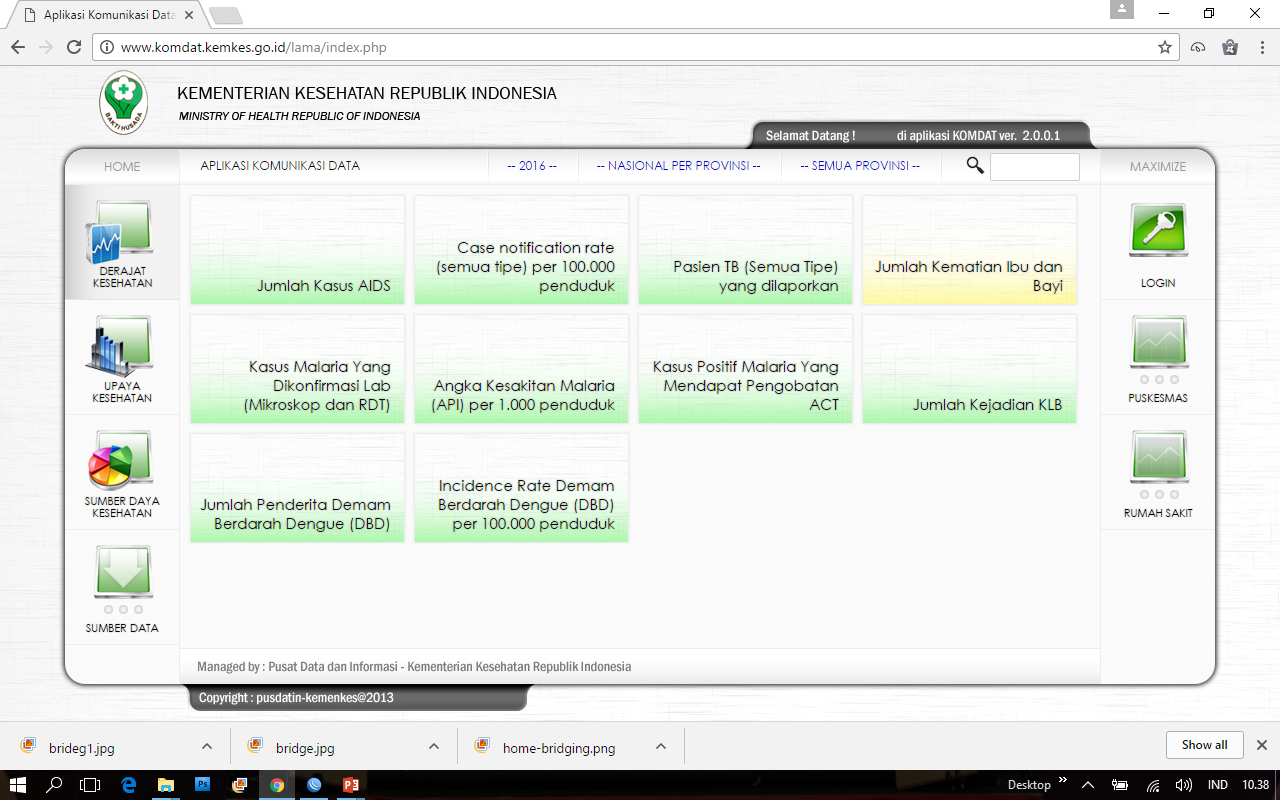 Aplikasi Komunikasi Data
www.komdat.kemkes.go.id/lama/index.php
BAKTI HUSADA
KEMENTERIAN KESEHATAN REPUBLIK INDONESIA
MINISTRY OF HEALTH REPUBLIC OF INDONESIA
Selamat Datang ! di aplikasi KOMDAT ver. 2.0.0.1
HOME
APLIKASI KOMUNIKASI DATA
-- 2016 --
-- NASIONAL PER PROVINSI --
-- SEMUA PROVINSI --
MAXIMIZE
DERAJAT
KESEHATAN
UPAYA
KESEHATAN
SUMBER DAYA
KESEHATAN
SUMBER DATA
Jumlah Kasus AIDS
Case notification rate
(semua tipe) per 100.000
penduduk
Pasien TB (Semua Tipe)
yang dilaporkan
Jumlah Kematian Ibu dan
Bayi
Kasus Malaria Yang
Dikonfirmasi Lab
(Mikroskop dan RDT)
Angka Kesakitan Malaria
(API) per 1.000 penduduk
Kasus Positif Malaria Yang
Mendapat Pengobatan
ACT
Jumlah Kejadian KLB
Jumlah Penderita Demam
Berdarah Dengue (DBD)
Incidence Rate Demam
Berdarah Dengue (DBD)
per 100.000 penduduk
LOGIN
PUSKESMAS
RUMAH SAKIT
Managed by : Pusat Data dan Informasi - Kementerian Kesehatan Republik Indonesia
Copyright : pusdatin-kemenkes@2013
brideg1.jpg
bridge.jpg
home-bridging.png
Show all
Desktop
IND
10.38